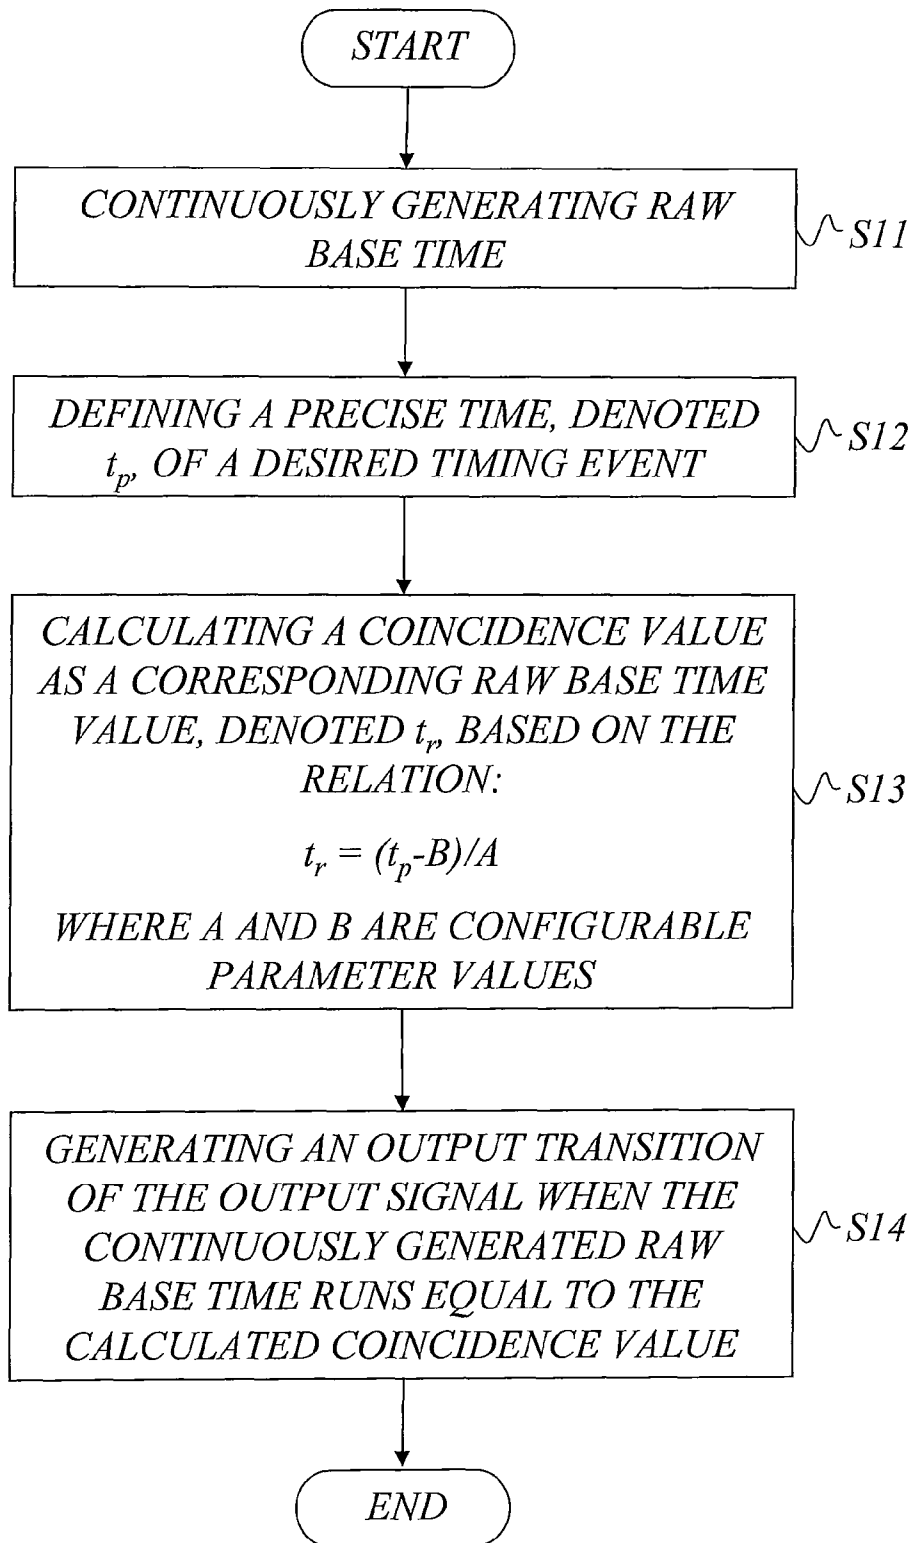 START
CONTINUOUSLY GENERATING RAW
BASE TIME
S11
DEFINING A PRECISE TIME, DENOTED
tₚ, OF A DESIRED TIMING EVENT
S12
CALCULATING A COINCIDENCE VALUE
AS A CORRESPONDING RAW BASE TIME
VALUE, DENOTED tᵣ, BASED ON THE
RELATION:
tᵣ = (tₚ-B)/A
WHERE A AND B ARE CONFIGURABLE
PARAMETER VALUES
S13
GENERATING AN OUTPUT TRANSITION
OF THE OUTPUT SIGNAL WHEN THE
CONTINUOUSLY GENERATED RAW
BASE TIME RUNS EQUAL TO THE
CALCULATED COINCIDENCE VALUE
S14
END